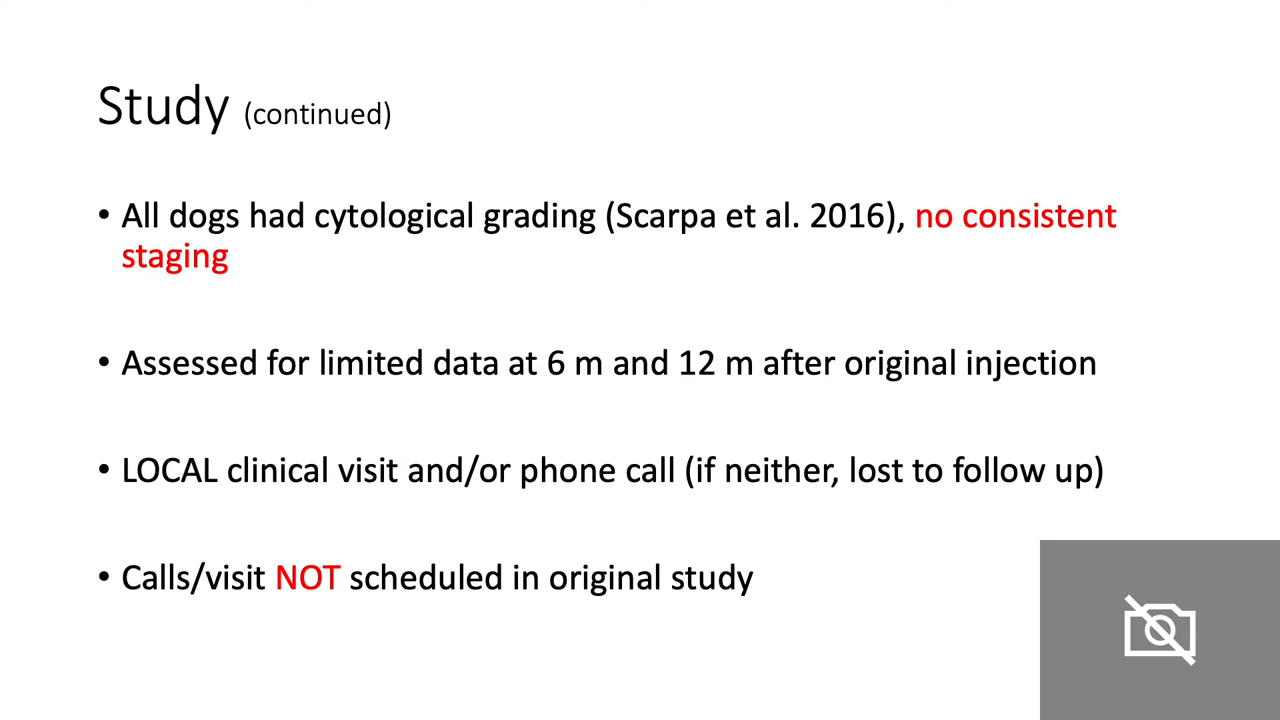 Study (continued)
• All dogs had cytological grading (Scarpa et al. 2016), no consistent
staging
• Assessed for limited data at 6 m and 12 m after original injection
• LOCAL clinical visit and/or phone call (if neither, lost to follow up)
• Calls/visit NOT scheduled in original study